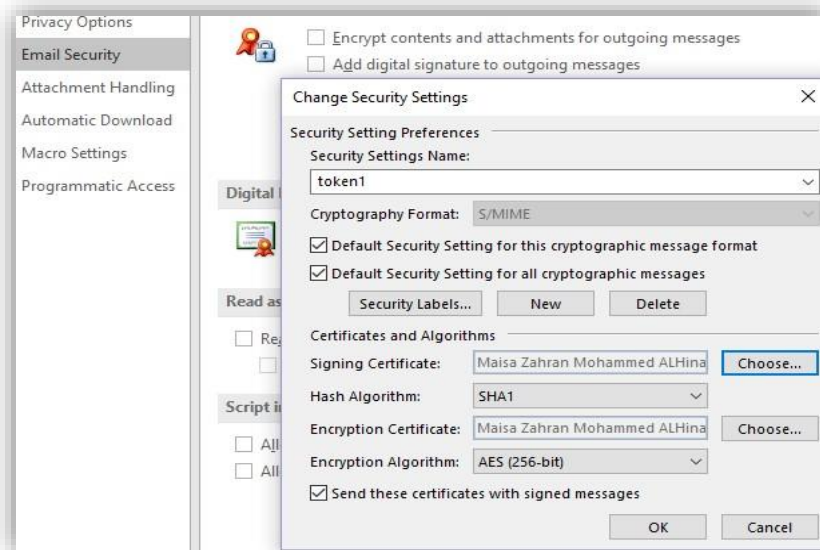 Privacy Options
Email Security
Attachment Handling
Automatic Download
Macro Settings
Programmatic Access
Encrypt contents and attachments for outgoing messages
Add digital signature to outgoing messages
Digital
Read as
Script in
Change Security Settings
Security Setting Preferences
Security Settings Name:
token1
Cryptography Format: S/MIME
Default Security Setting for this cryptographic message format
Default Security Setting for all cryptographic messages
Security Labels... New Delete
Certificates and Algorithms
Signing Certificate: Maisa Zahran Mohammed ALHina Choose...
Hash Algorithm: SHA1
Encryption Certificate: Maisa Zahran Mohammed ALHina Choose...
Encryption Algorithm: AES (256-bit)
Send these certificates with signed messages
OK Cancel